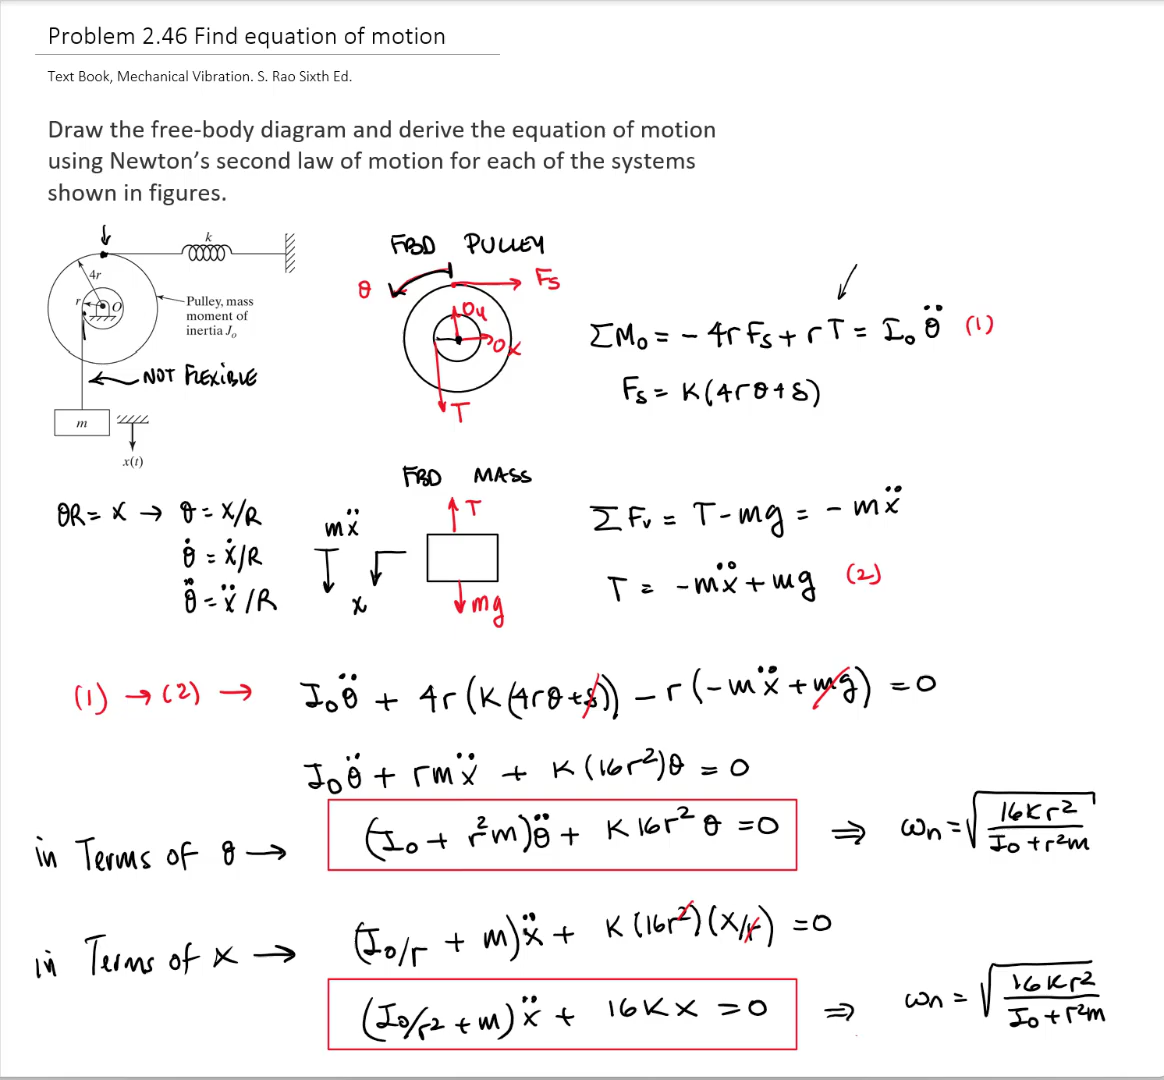 Problem 2.46 Find equation of motion
Text Book, Mechanical Vibration. S. Rao Sixth Ed.
Draw the free-body diagram and derive the equation of motion
using Newton's second law of motion for each of the systems
shown in figures.
k
4r
r
O
Pulley, mass
moment of
inertia J₀
← NOT FLEXiBLE
m
x(t)
FBD PULLEY
θ
Fs
Oy
Ox
T
ΣM₀ = - 4r Fs + r T = I₀ θ̈ (1)
Fs = K(4rθ+δ)
θR = x → θ = x/R
θ̇ = ẋ/R
θ̈ = ẍ/R
mẍ
x
FBD MASS
T
mg
ΣFv = T - mg = - mẍ
T = -mẍ + mg (2)
(1) → (2) → I₀θ̈ + 4r(K(4rθ+δ)) - r(-mẍ + mg) = 0
I₀θ̈ + rmẍ + K(16r²)θ = 0
in Terms of θ → (I₀ + r²m)θ̈ + K16r²θ = 0 ⇒ ωn = √(16Kr² / I₀+r²m)
in Terms of x → (I₀/r + m)ẍ + K(16r²)(x/r) = 0
(I₀/r² + m)ẍ + 16Kx = 0 ⇒ ωn = √(16Kr² / I₀+r²m)